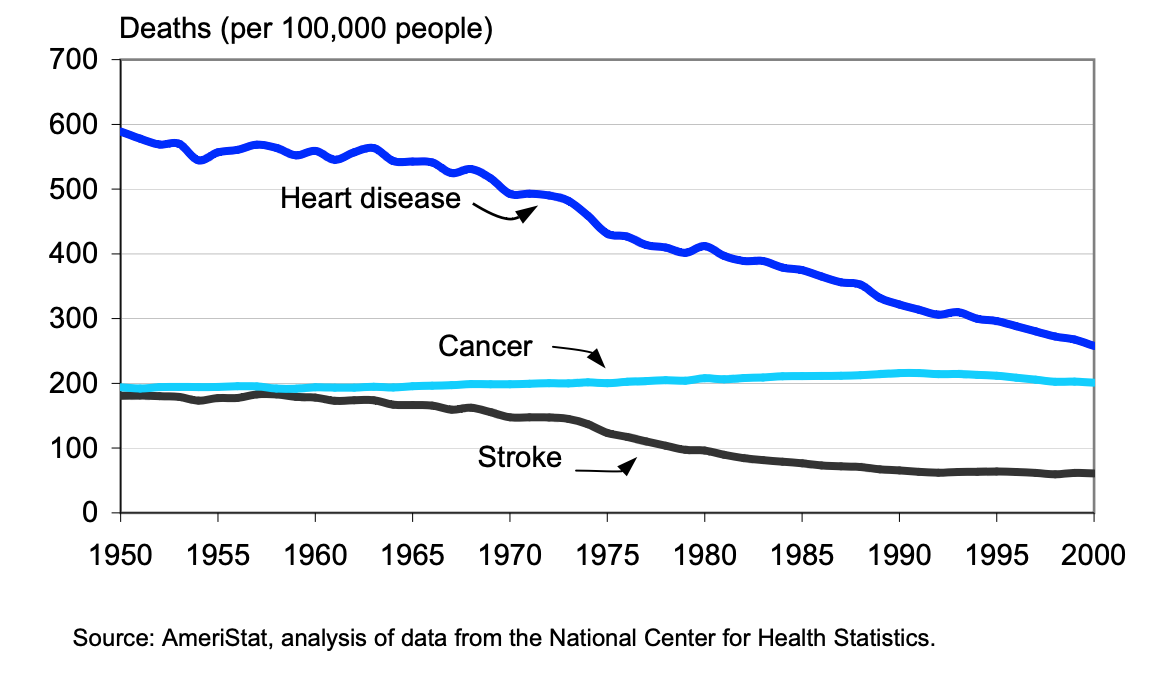 Deaths (per 100,000 people)
700
600
500
Heart disease
400
300
Cancer
200
100
Stroke
0
1950 1955 1960 1965 1970 1975 1980 1985 1990 1995 2000
Source: AmeriStat, analysis of data from the National Center for Health Statistics.